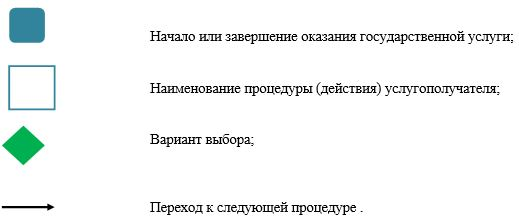 Начало или завершение оказания государственной услуги;
Наименование процедуры (действия) услугополучателя;
Вариант выбора;
Переход к следующей процедуре .